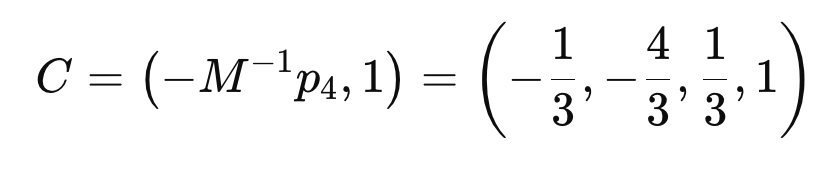 C = (−M⁻¹p₄, 1) = (−1/3, −4/3, 1/3, 1)